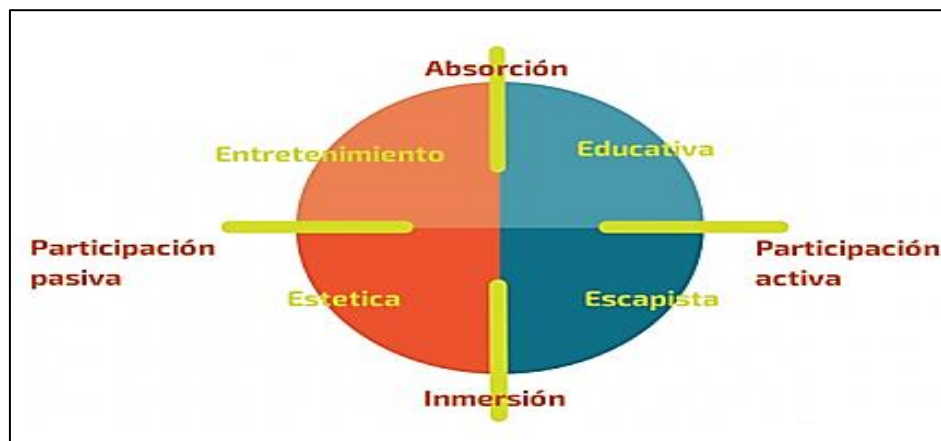 Absorción
Entretenimiento
Educativa
Participación
pasiva
Participación
activa
Estetica
Escapista
Inmersión